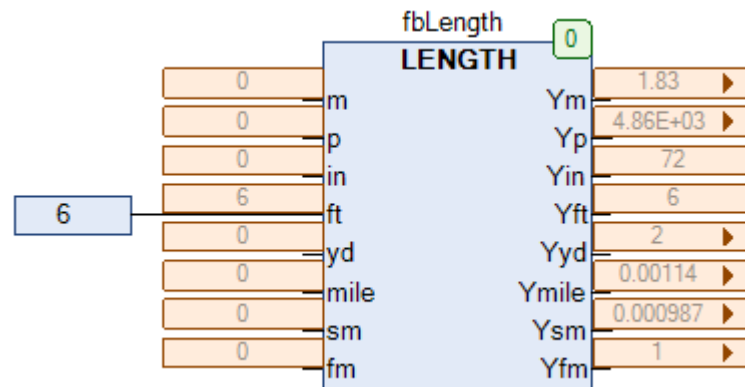 fbLength
0
LENGTH
0 m Ym 1.83
0 p Yp 4.86E+03
0 in Yin 72
6 6 ft Yft 6
0 yd Yyd 2
0 mile Ymile 0.00114
0 sm Ysm 0.000987
0 fm Yfm 1